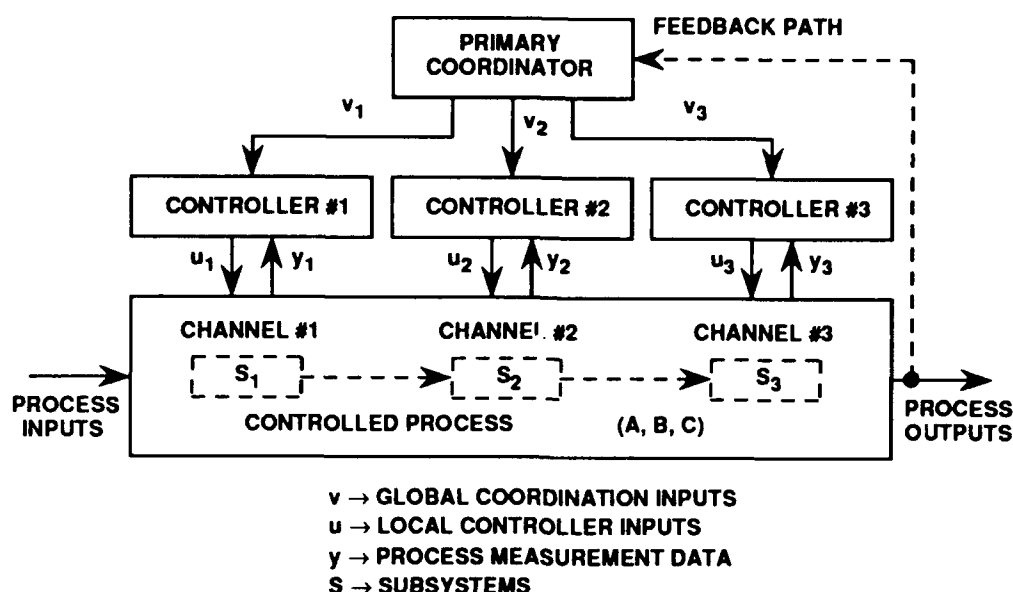 FEEDBACK PATH
PRIMARY
COORDINATOR
v1
v2
v3
CONTROLLER #1
CONTROLLER #2
CONTROLLER #3
u1
y1
u2
y2
u3
y3
CHANNEL #1
CHANNEL #2
CHANNEL #3
S1
S2
S3
PROCESS
INPUTS
CONTROLLED PROCESS
(A, B, C)
PROCESS
OUTPUTS
v → GLOBAL COORDINATION INPUTS
u → LOCAL CONTROLLER INPUTS
y → PROCESS MEASUREMENT DATA
S → SUBSYSTEMS